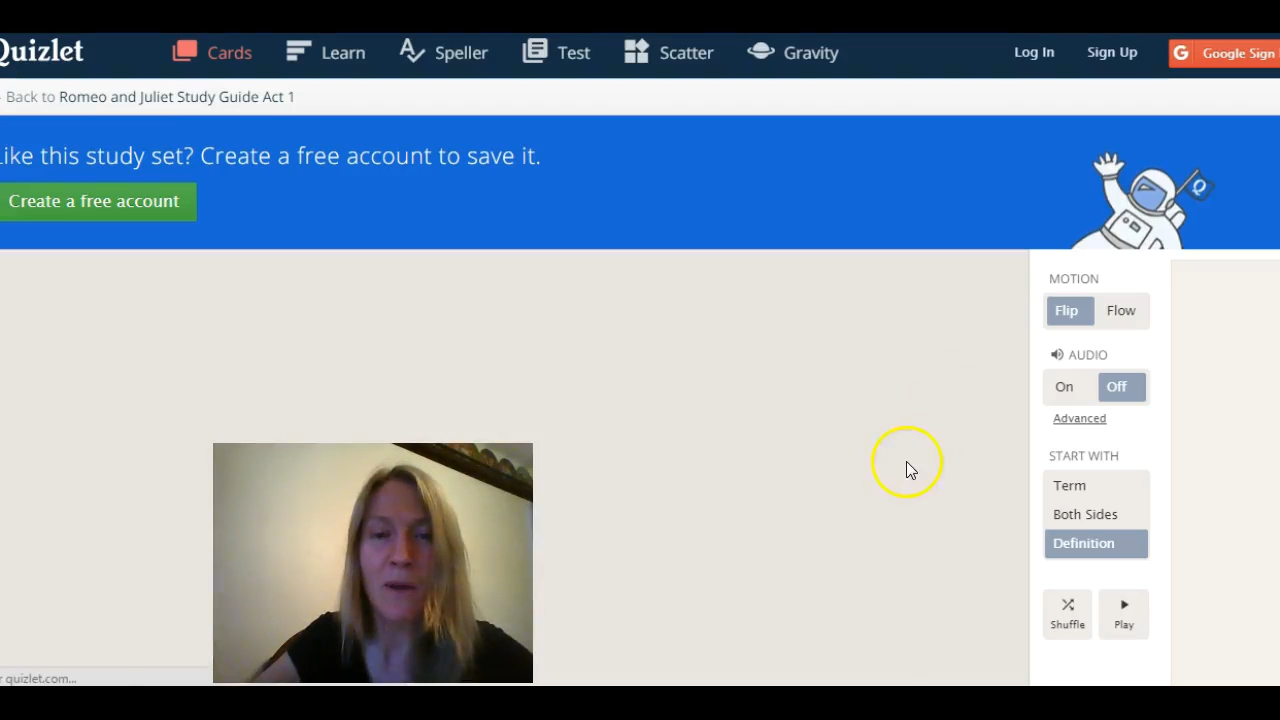 Quizlet Cards Learn Speller Test Scatter Gravity Log In Sign Up G Google Sign
Back to Romeo and Juliet Study Guide Act 1
Like this study set? Create a free account to save it.
Create a free account
Q
MOTION
Flip Flow
AUDIO
On Off
Advanced
START WITH
Term
Both Sides
Definition
Shuffle Play
quizlet.com...